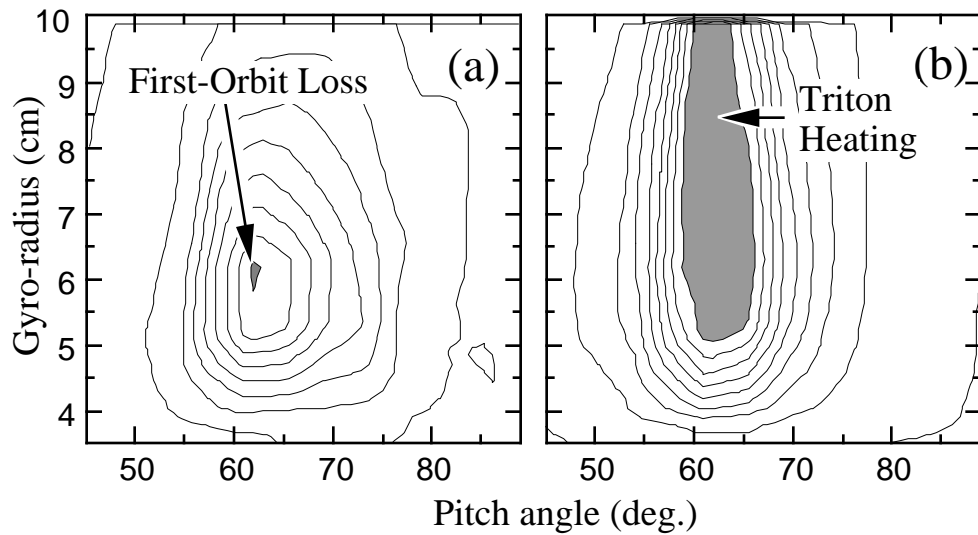 (a)
First-Orbit Loss
(b)
Triton
Heating
Gyro-radius (cm)
10
9
8
7
6
5
4
50 60 70 80
50 60 70 80
Pitch angle (deg.)